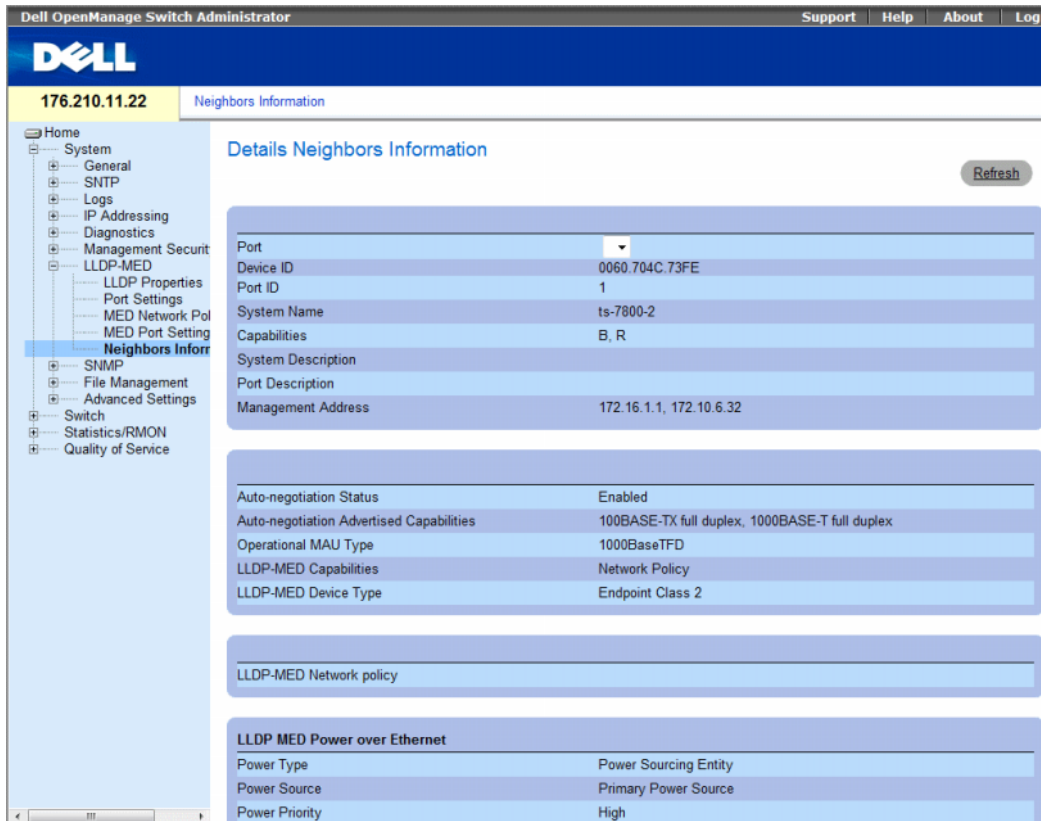 Dell OpenManage Switch Administrator Support Help About Log
DELL
176.210.11.22 Neighbors Information
Home
System
General
SNTP
Logs
IP Addressing
Diagnostics
Management Securit
LLDP-MED
LLDP Properties
Port Settings
MED Network Pol
MED Port Setting
Neighbors Inforr
SNMP
File Management
Advanced Settings
Switch
Statistics/RMON
Quality of Service
Details Neighbors Information
Refresh
Port
Device ID 0060.704C.73FE
Port ID 1
System Name ts-7800-2
Capabilities B, R
System Description
Port Description
Management Address 172.16.1.1, 172.10.6.32
Auto-negotiation Status Enabled
Auto-negotiation Advertised Capabilities 100BASE-TX full duplex, 1000BASE-T full duplex
Operational MAU Type 1000BaseTFD
LLDP-MED Capabilities Network Policy
LLDP-MED Device Type Endpoint Class 2
LLDP-MED Network policy
LLDP MED Power over Ethernet
Power Type Power Sourcing Entity
Power Source Primary Power Source
Power Priority High